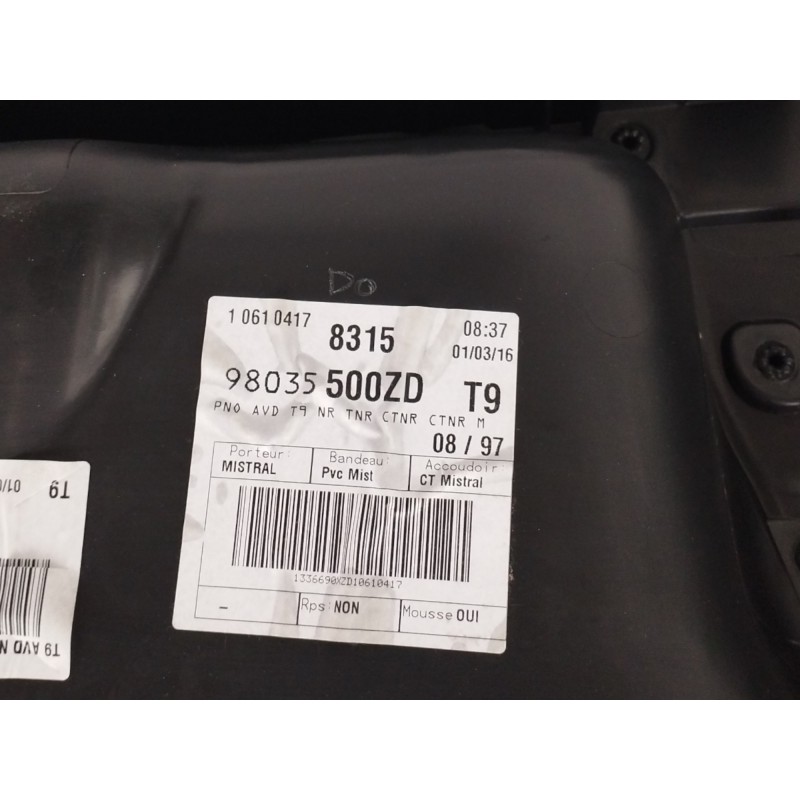 Do
1 0610417 8315 08:37
01/03/16
98035 500ZD T9
PNO AVD T9 NR TNR CTNR CTNR M
08 / 97
Porteur: Bandeau: Accoudoir:
MISTRAL Pvc Mist CT Mistral
1336690XZD10610417
- Rps: NON Mousse OUI
T9
T9 AVD N